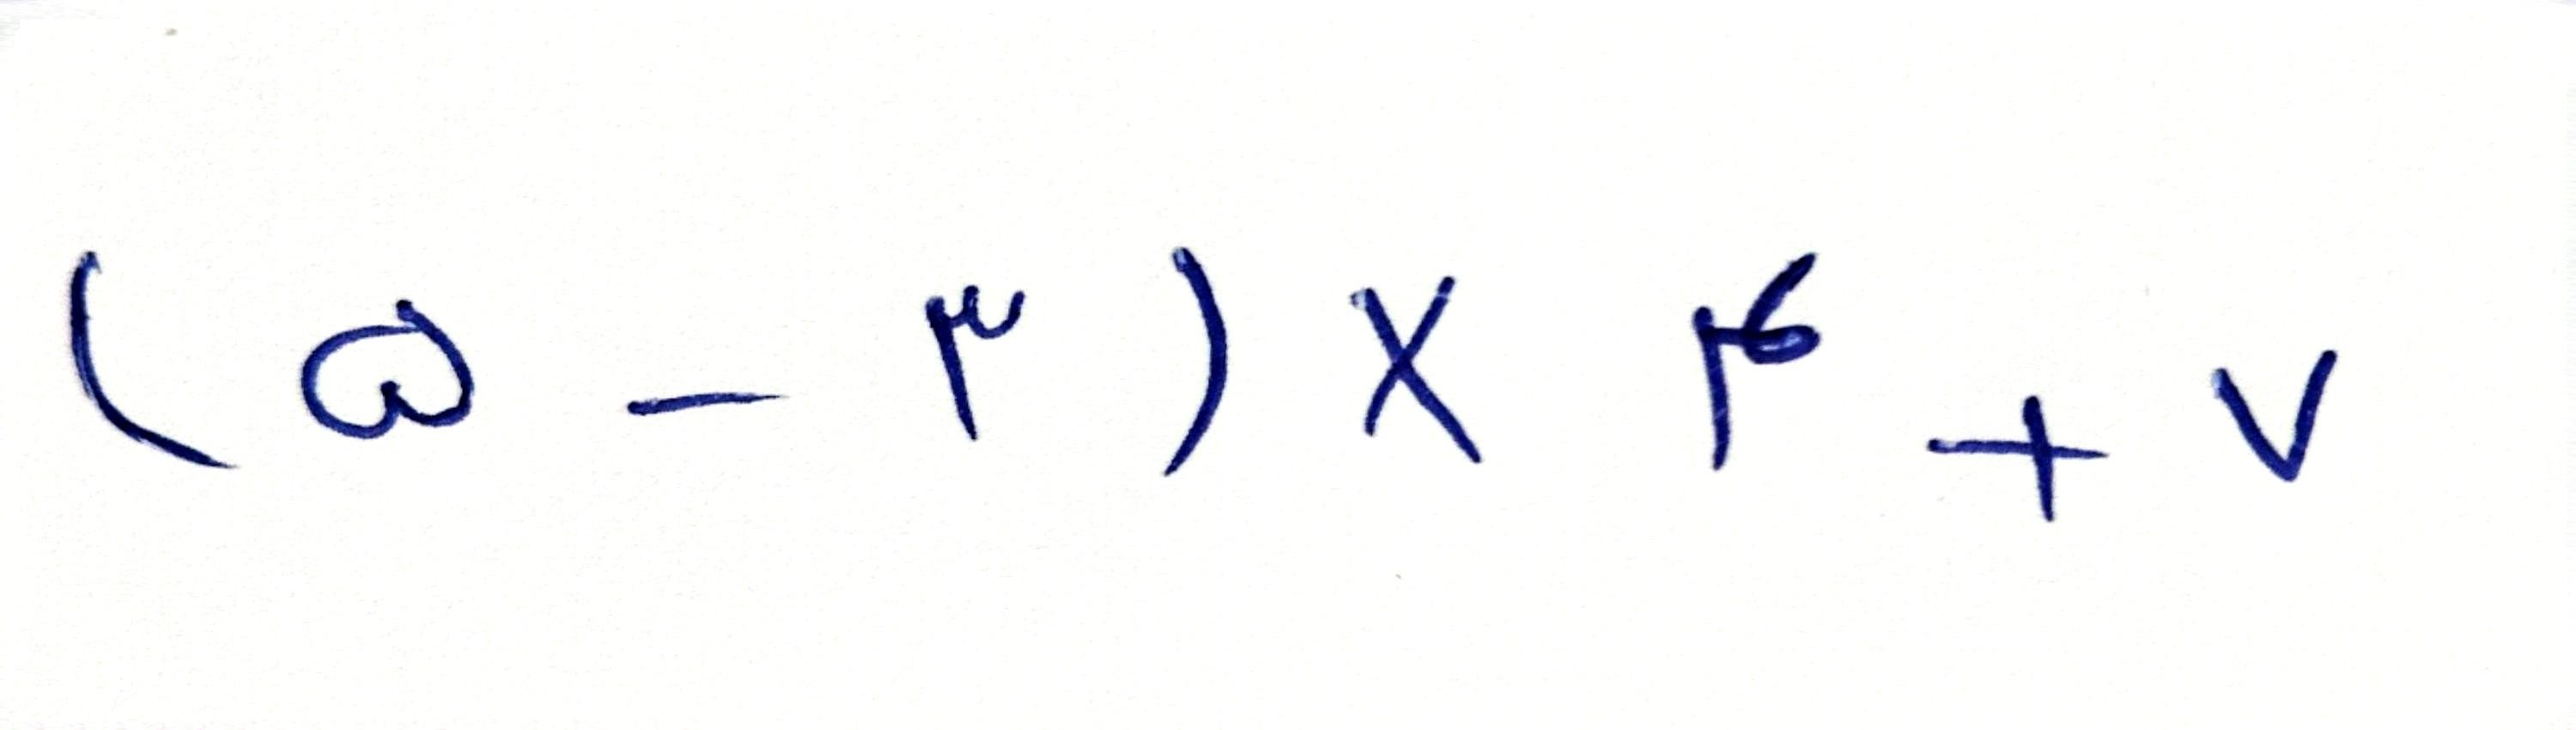 (۵ - ۳) × ۴ + ۷